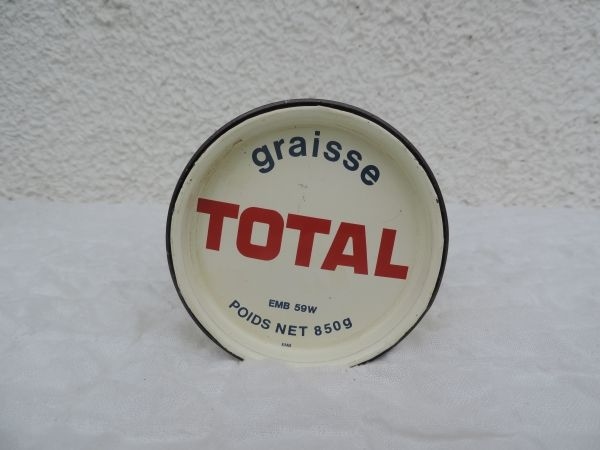 graisse
TOTAL
EMB 59W
POIDS NET 850g